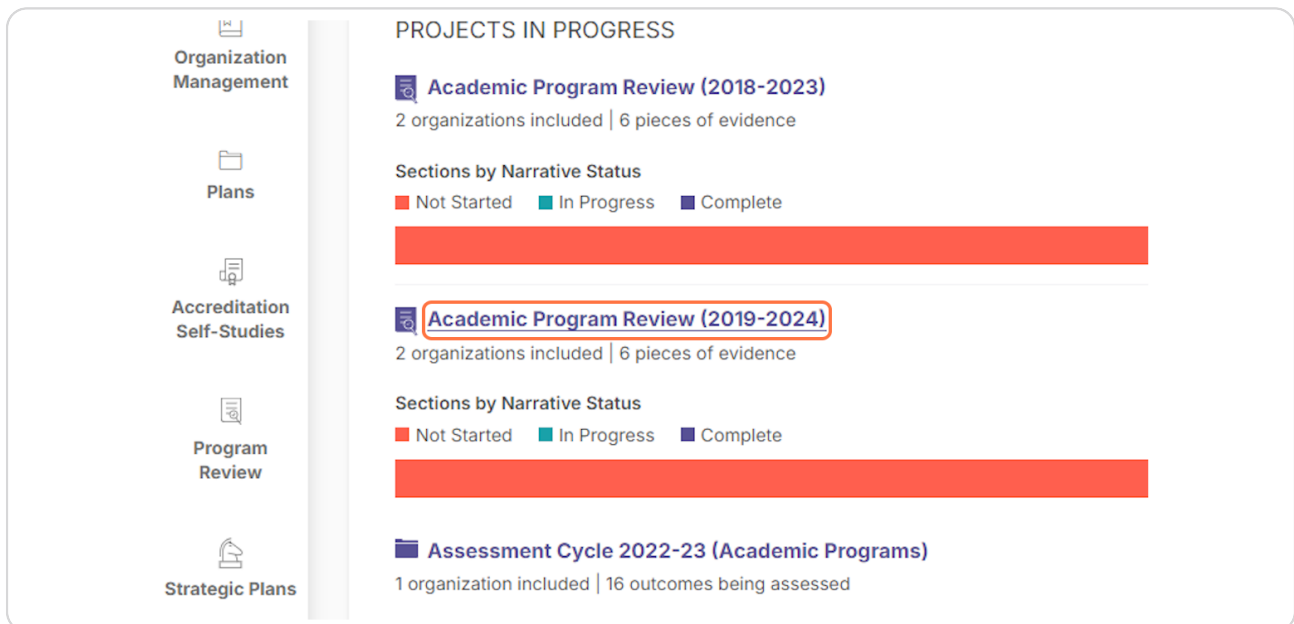 Organization
Management
Plans
Accreditation
Self-Studies
Program
Review
Strategic Plans
PROJECTS IN PROGRESS
Academic Program Review (2018-2023)
2 organizations included | 6 pieces of evidence
Sections by Narrative Status
Not Started In Progress Complete
Academic Program Review (2019-2024)
2 organizations included | 6 pieces of evidence
Sections by Narrative Status
Not Started In Progress Complete
Assessment Cycle 2022-23 (Academic Programs)
1 organization included | 16 outcomes being assessed